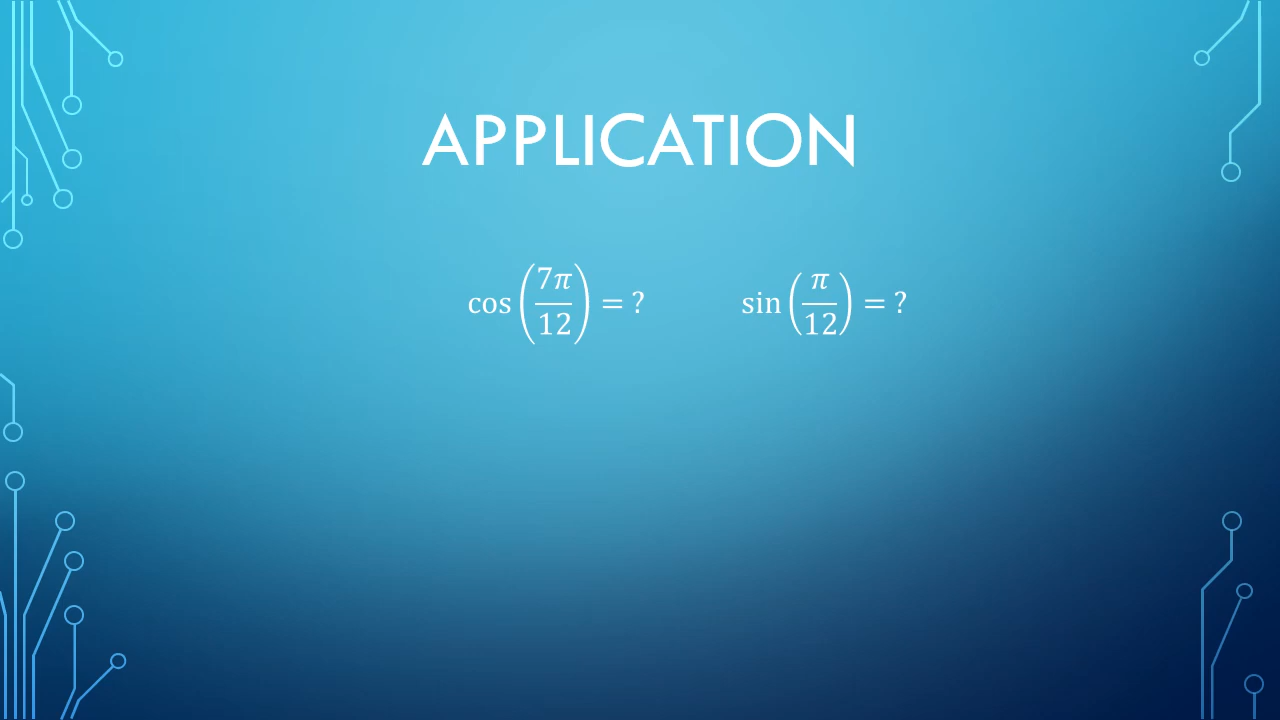 APPLICATION
cos(7π/12) = ? sin(π/12) = ?